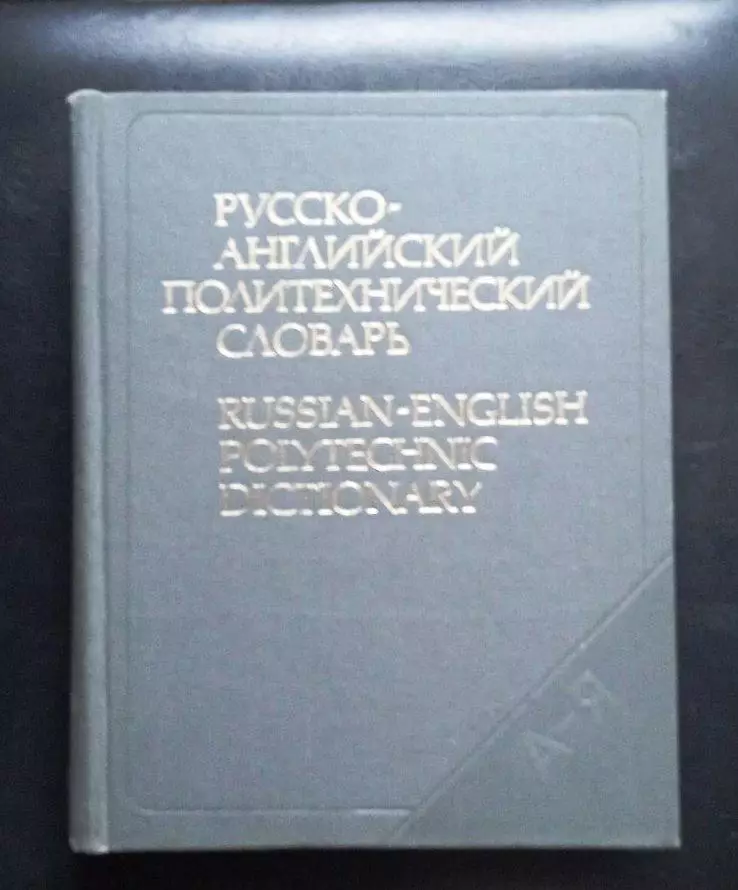 РУССКО-
АНГЛИЙСКИЙ
ПОЛИТЕХНИЧЕСКИЙ
СЛОВАРЬ
RUSSIAN-ENGLISH
POLYTECHNIC
DICTIONARY
А-Я